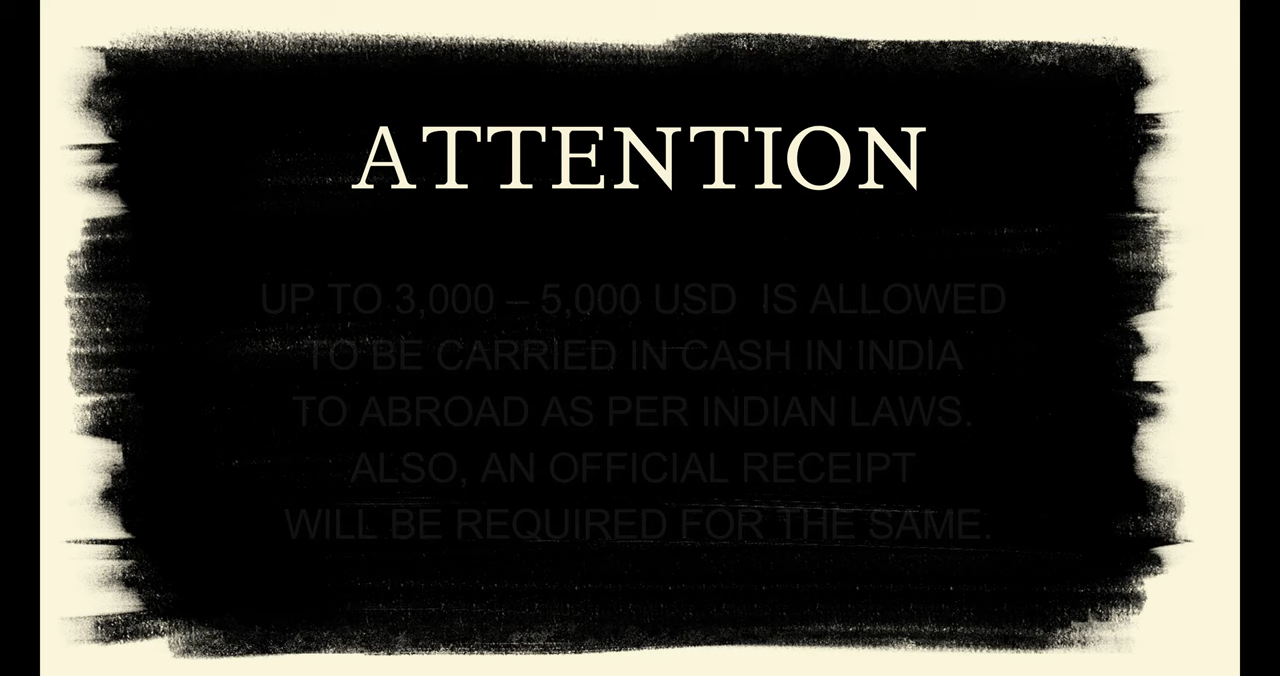 ATTENTION
UP TO 3,000 – 5,000 USD IS ALLOWED
TO BE CARRIED IN CASH IN INDIA
TO ABROAD AS PER INDIAN LAWS.
ALSO, AN OFFICIAL RECEIPT
WILL BE REQUIRED FOR THE SAME.